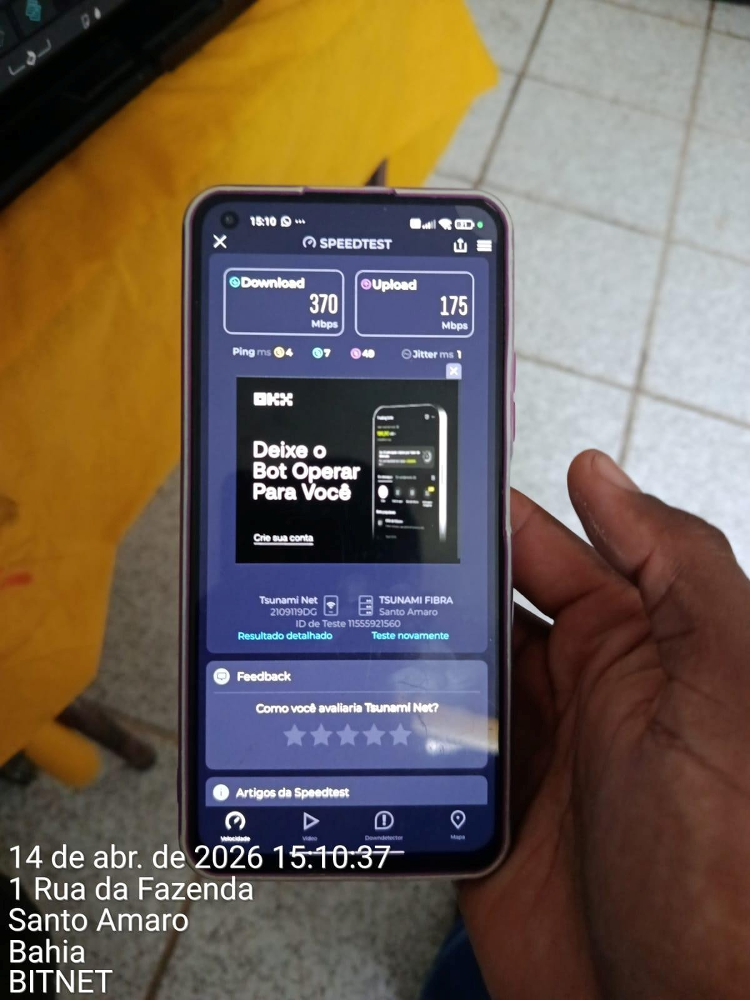 15:10
SPEEDTEST
Download
370
Mbps
Upload
175
Mbps
Ping ms 4 7 49 Jitter ms 1
OKX
Deixe o
Bot Operar
Para Você
Crie sua conta
Tsunami Net
2109119DG
TSUNAMI FIBRA
Santo Amaro
ID de Teste 11555921560
Resultado detalhado Teste novamente
Feedback
Como você avaliaria Tsunami Net?
Artigos da Speedtest
Velocidade Vídeo Downdetector Mapa
14 de abr. de 2026 15:10:37
1 Rua da Fazenda
Santo Amaro
Bahia
BITNET